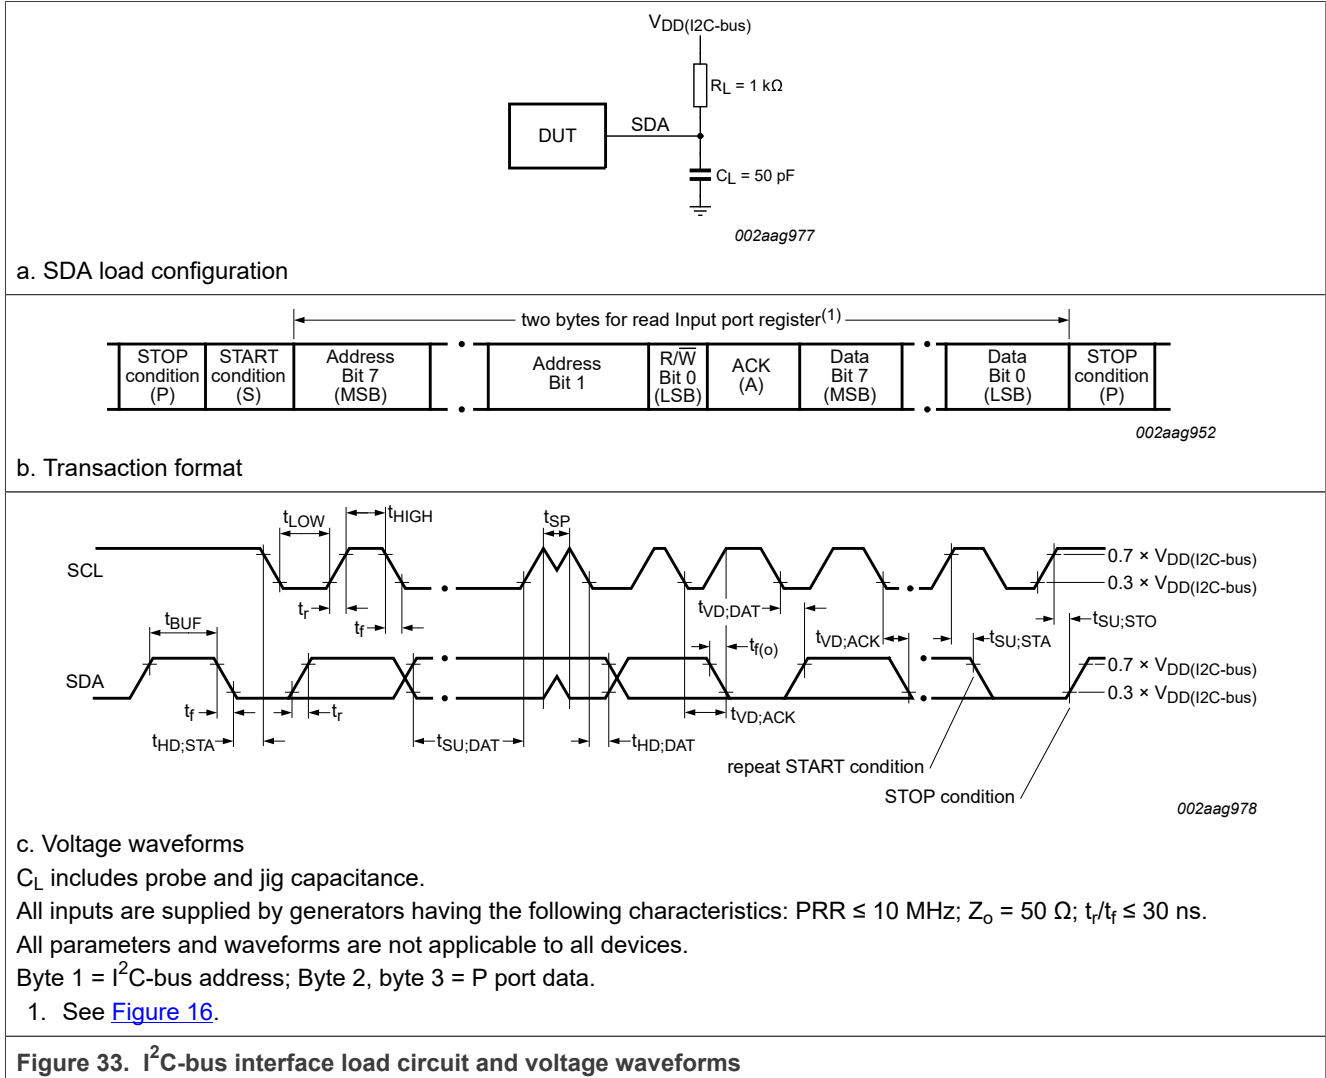 VDD(I2C-bus)
RL = 1 kΩ
DUT
SDA
CL = 50 pF
002aag977
a. SDA load configuration
two bytes for read Input port register(1)
STOP condition (P)
START condition (S)
Address Bit 7 (MSB)
Address Bit 1
R/W̅ Bit 0 (LSB)
ACK (A)
Data Bit 7 (MSB)
Data Bit 0 (LSB)
STOP condition (P)
002aag952
b. Transaction format
tLOW
tHIGH
tSP
SCL
0.7 × VDD(I2C-bus)
0.3 × VDD(I2C-bus)
tr
tf
tBUF
tVD;DAT
tf(o)
tVD;ACK
tSU;STA
tSU;STO
SDA
0.7 × VDD(I2C-bus)
0.3 × VDD(I2C-bus)
tf
tr
tVD;ACK
tHD;STA
tSU;DAT
tHD;DAT
repeat START condition
STOP condition
002aag978
c. Voltage waveforms
CL includes probe and jig capacitance.
All inputs are supplied by generators having the following characteristics: PRR ≤ 10 MHz; Zo = 50 Ω; tr/tf ≤ 30 ns.
All parameters and waveforms are not applicable to all devices.
Byte 1 = I²C-bus address; Byte 2, byte 3 = P port data.
1. See Figure 16.
Figure 33. I²C-bus interface load circuit and voltage waveforms